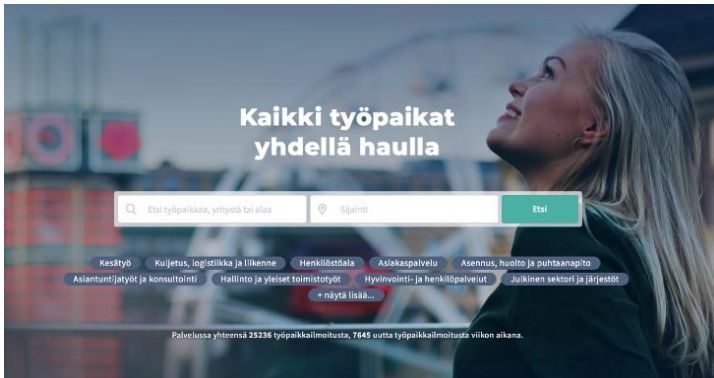 Kaikki työpaikat
yhdellä haulla
Etsi työpaikkaa, yritystä tai alaa
Sijainti
Etsi
Kesätyö Kuljetus, logistiikka ja liikenne Henkilöstöala Asiakaspalvelu Asennus, huolto ja puhtaanapito
Asiantuntijatyöt ja konsultointi Hallinto ja yleiset toimistotyöt Hyvinvointi- ja henkilöpalvelut Julkinen sektori ja järjestöt
+ näytä lisää...
Palvelussa yhteensä 25236 työpaikkailmoitusta, 7645 uutta työpaikkailmoitusta viikon aikana.